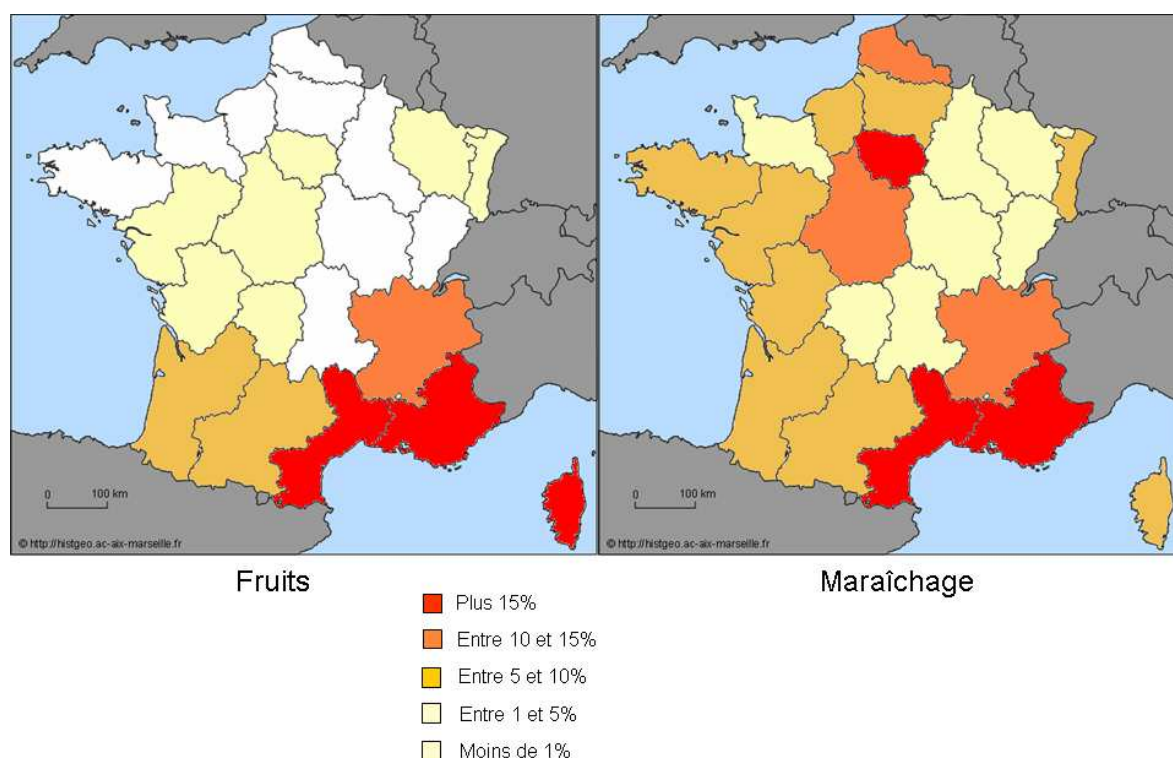 0 100 km
© http://histgeo.ac-aix-marseille.fr
0 100 km
© http://histgeo.ac-aix-marseille.fr
Fruits
Maraîchage
Plus 15%
Entre 10 et 15%
Entre 5 et 10%
Entre 1 et 5%
Moins de 1%